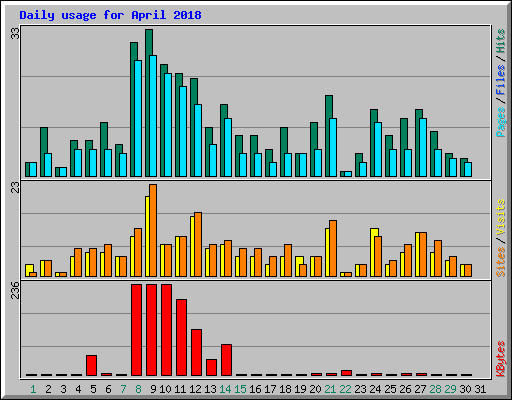 Daily usage for April 2018
33
Pages / Files / Hits
23
Sites / Visits
236
KBytes
1 2 3 4 5 6 7 8 9 10 11 12 13 14 15 16 17 18 19 20 21 22 23 24 25 26 27 28 29 30 31